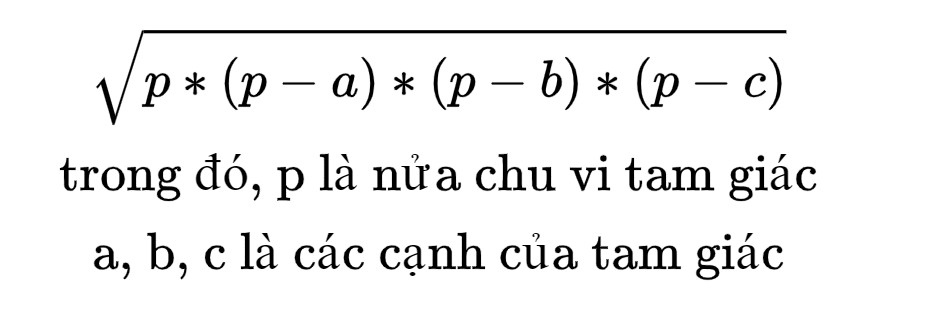 √p * (p − a) * (p − b) * (p − c)
trong đó, p là nửa chu vi tam giác
a, b, c là các cạnh của tam giác